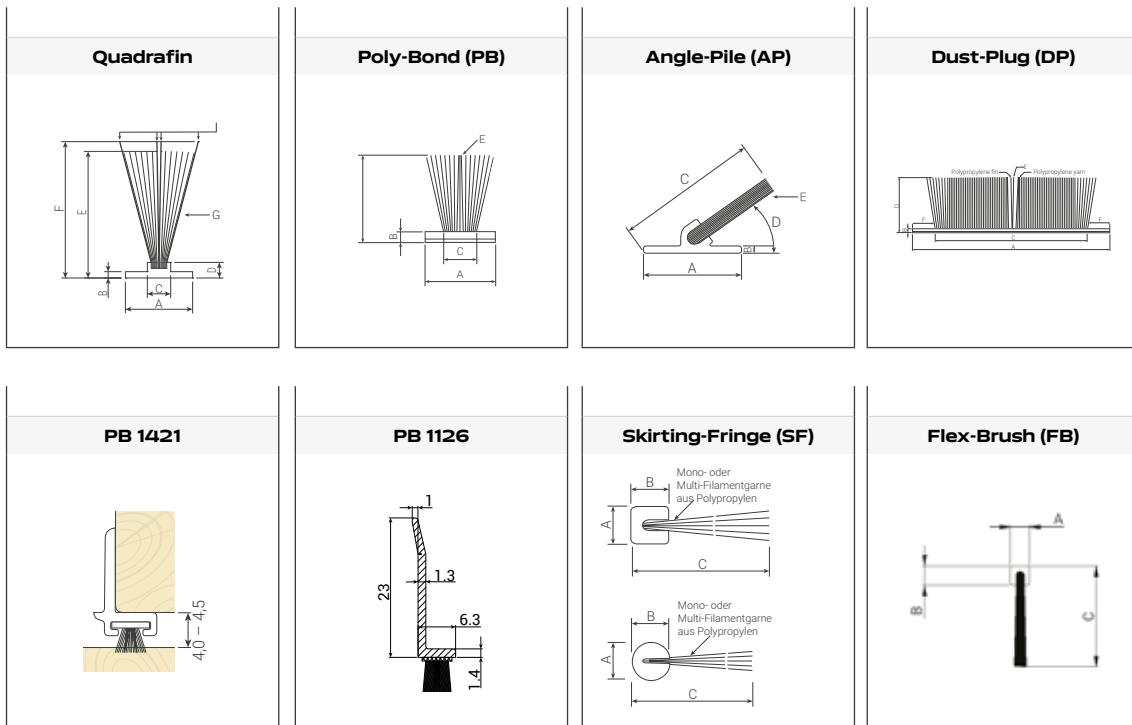 Quadrafin
F
E
G
B
C
D
A
Poly-Bond (PB)
E
B
C
A
Angle-Pile (AP)
C
E
D
B
A
Dust-Plug (DP)
E
Polypropylene fin
Polypropylene yarn
D
F
F
B
C
A
PB 1421
4,0 – 4,5
PB 1126
1
23
1.3
6.3
1.4
Skirting-Fringe (SF)
Mono- oder
Multi-Filamentgarne
aus Polypropylen
B
A
C
Mono- oder
Multi-Filamentgarne
aus Polypropylen
B
A
C
Flex-Brush (FB)
A
B
C